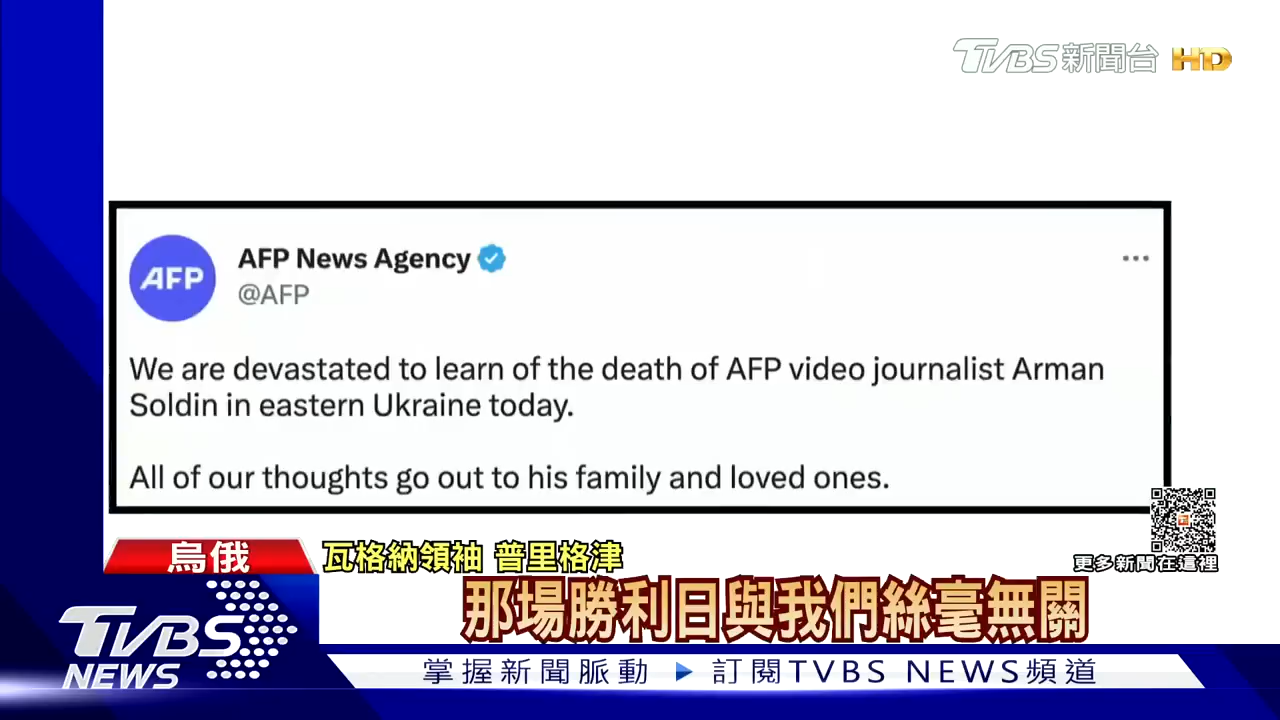 TVBS新聞台 HD
AFP
AFP News Agency
@AFP
We are devastated to learn of the death of AFP video journalist Arman
Soldin in eastern Ukraine today.
All of our thoughts go out to his family and loved ones.
更多新聞在這裡
烏俄
瓦格納領袖 普里格津
那場勝利日與我們絲毫無關
TVBS
NEWS
掌握新聞脈動 訂閱TVBS NEWS頻道